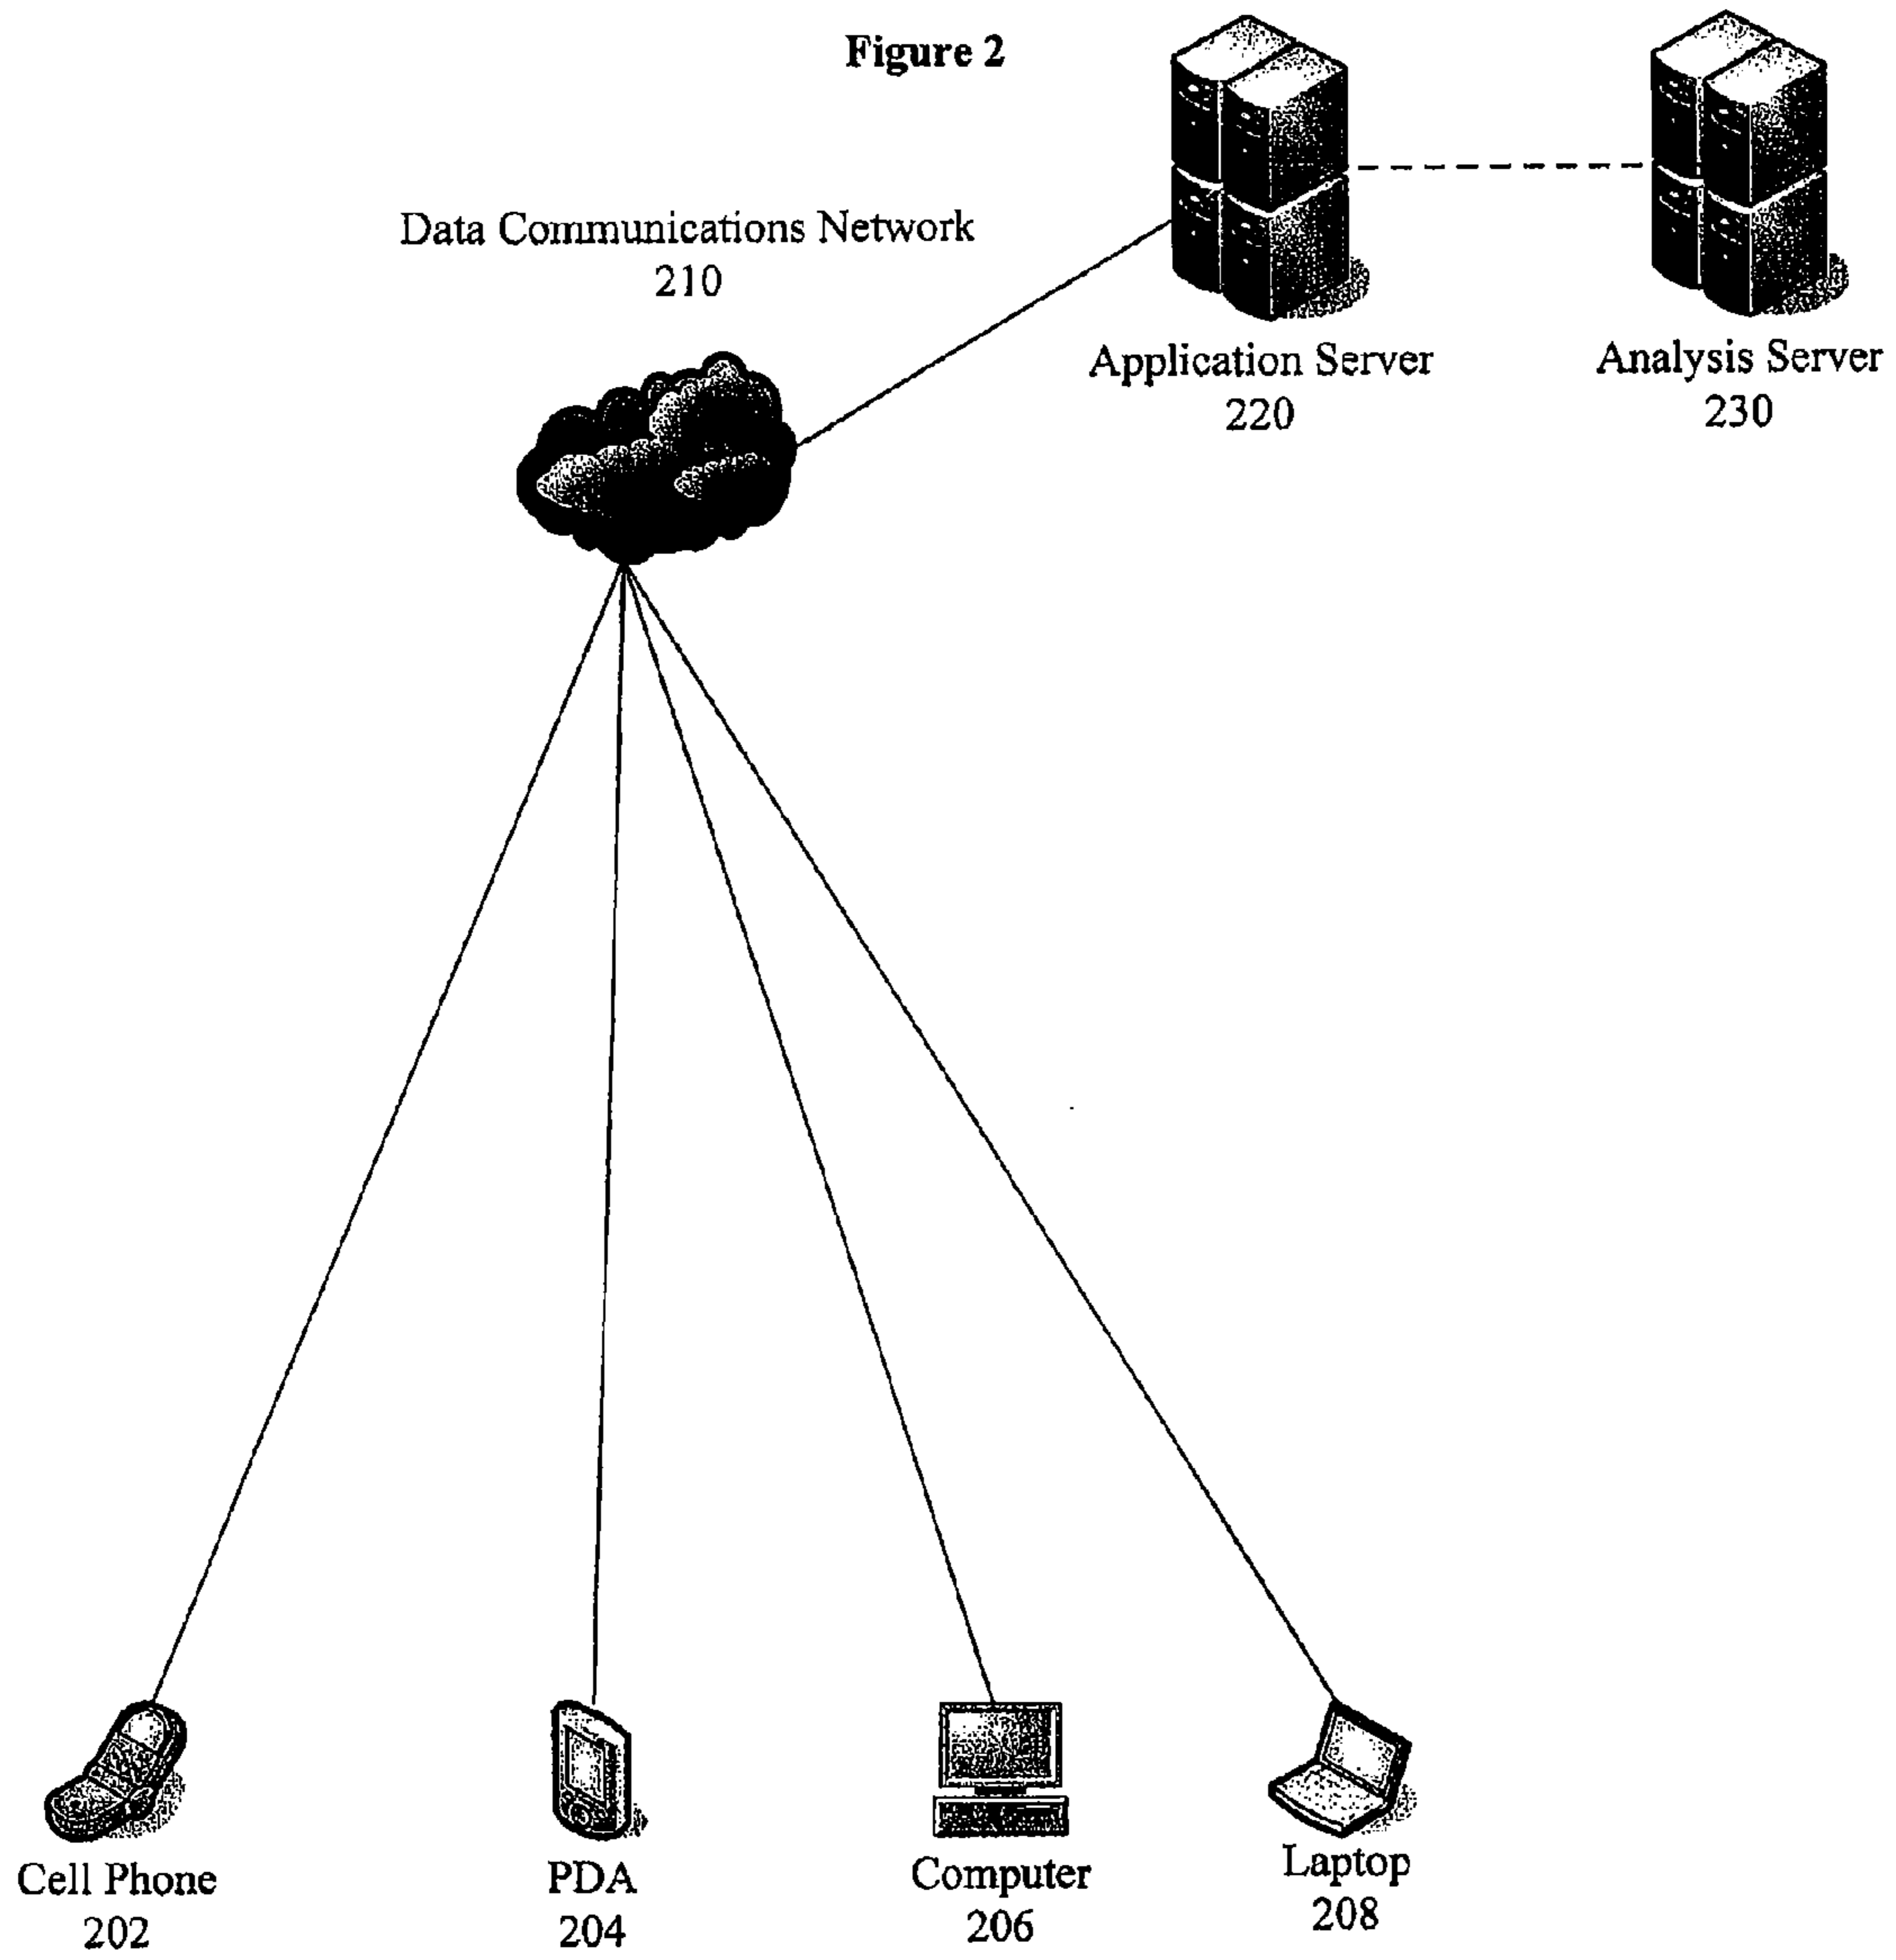 Figure 2
Data Communications Network
210
Application Server
220
Analysis Server
230
Cell Phone
202
PDA
204
Computer
206
Laptop
208